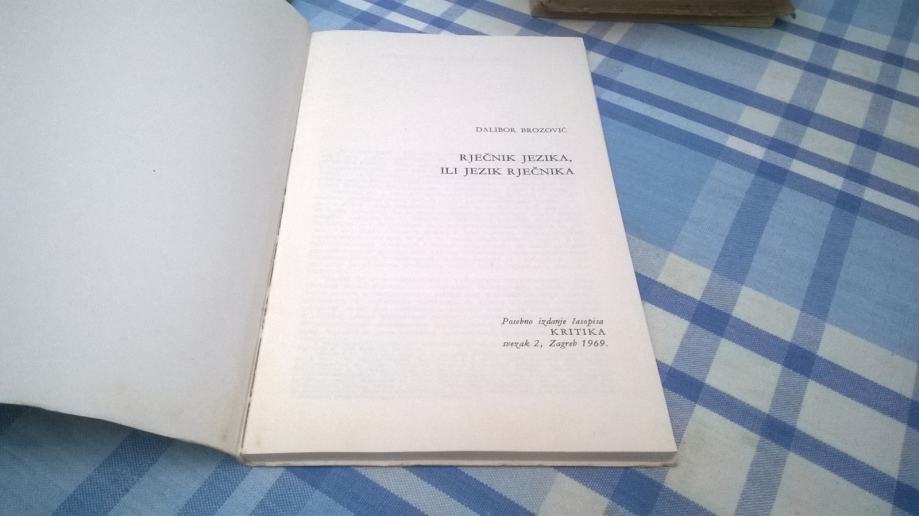 DALIBOR BROZOVIĆ
RJEČNIK JEZIKA,
ILI JEZIK RJEČNIKA
Posebno izdanje časopisa
KRITIKA
svezak 2, Zagreb 1969.